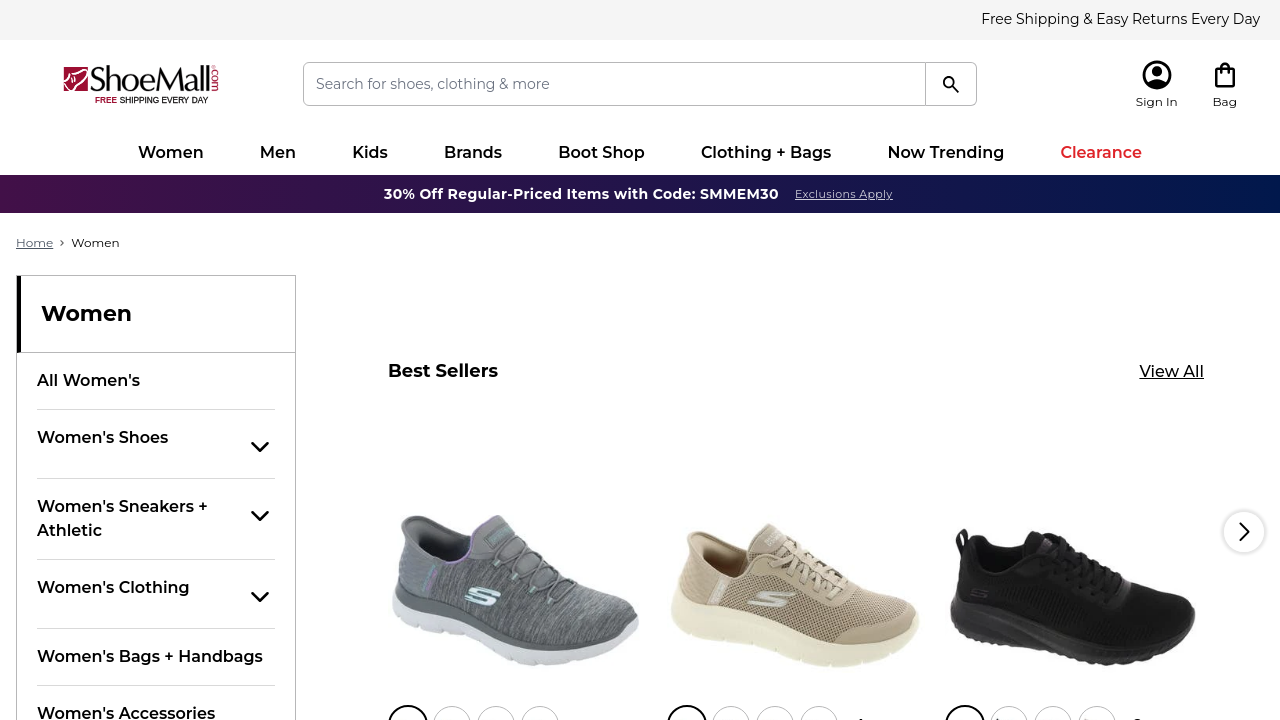 Free Shipping & Easy Returns Every Day
ShoeMall.com
FREE SHIPPING EVERY DAY
Search for shoes, clothing & more
Sign In
Bag
Women
Men
Kids
Brands
Boot Shop
Clothing + Bags
Now Trending
Clearance
30% Off Regular-Priced Items with Code: SMMEM30
Exclusions Apply
Home › Women
Women
All Women's
Women's Shoes
Women's Sneakers +
Athletic
Women's Clothing
Women's Bags + Handbags
Women's Accessories
Best Sellers
View All